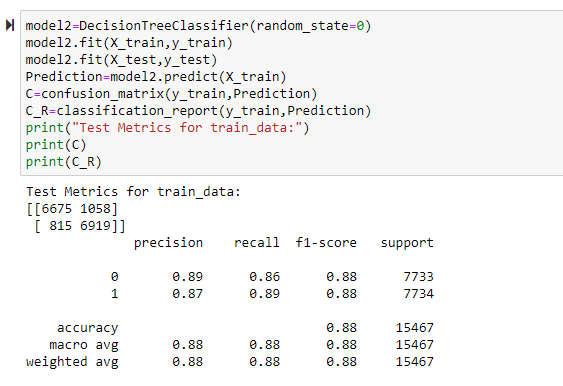 model2=DecisionTreeClassifier(random_state=0)
model2.fit(X_train,y_train)
model2.fit(X_test,y_test)
Prediction=model2.predict(X_train)
C=confusion_matrix(y_train,Prediction)
C_R=classification_report(y_train,Prediction)
print("Test Metrics for train_data:")
print(C)
print(C_R)
Test Metrics for train_data:
[[6675 1058]
 [ 815 6919]]
              precision    recall  f1-score   support

           0       0.89      0.86      0.88      7733
           1       0.87      0.89      0.88      7734

    accuracy                           0.88     15467
   macro avg       0.88      0.88      0.88     15467
weighted avg       0.88      0.88      0.88     15467